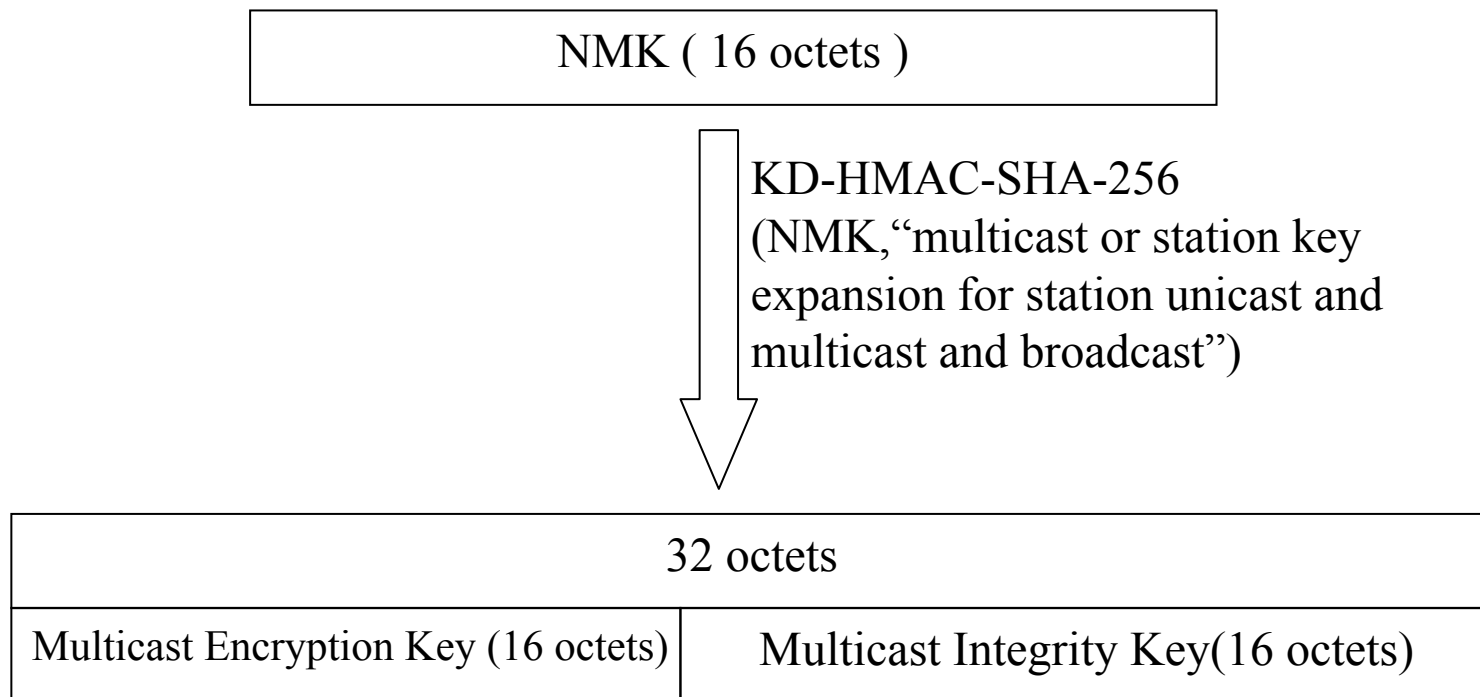 NMK ( 16 octets )
KD-HMAC-SHA-256
(NMK,“multicast or station key
expansion for station unicast and
multicast and broadcast”)
32 octets
Multicast Encryption Key (16 octets)
Multicast Integrity Key(16 octets)